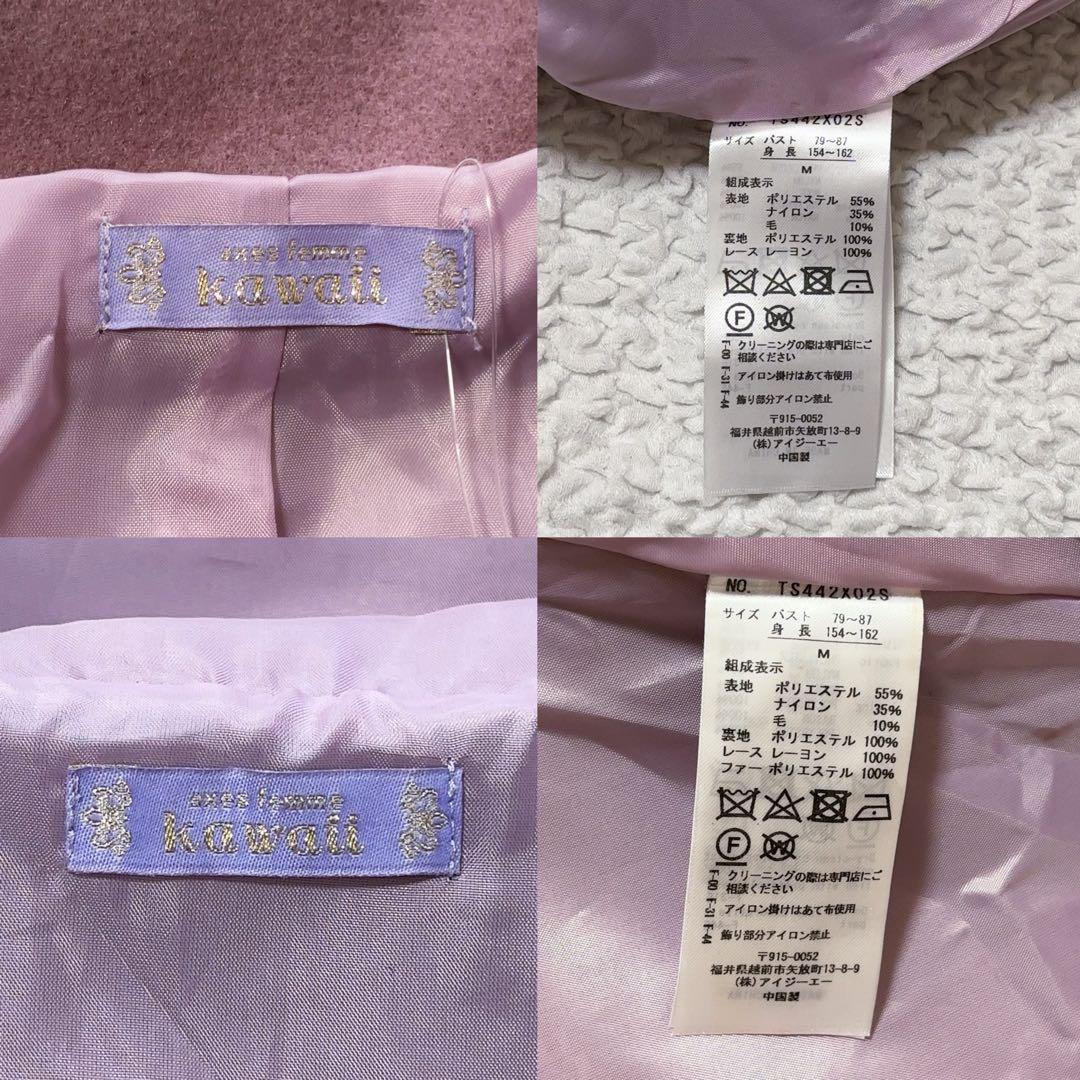 axes femme
kawaii
NO. TS442X02S
サイズ バスト 79～87
身長 154～162
M
組成表示
表地 ポリエステル 55%
ナイロン 35%
毛 10%
裏地 ポリエステル 100%
レース レーヨン 100%
F W
クリーニングの際は専門店にご
相談ください
アイロン掛けはあて布使用
飾り部分アイロン禁止
F-00 F-31 F-44
〒915-0052
福井県越前市矢放町13-8-9
(株)アイジーエー
中国製
axes femme
kawaii
NO. TS442X02S
サイズ バスト 79～87
身長 154～162
M
組成表示
表地 ポリエステル 55%
ナイロン 35%
毛 10%
裏地 ポリエステル 100%
レース レーヨン 100%
ファー ポリエステル 100%
F W
クリーニングの際は専門店にご
相談ください
アイロン掛けはあて布使用
飾り部分アイロン禁止
F-00 F-31 F-44
〒915-0052
福井県越前市矢放町13-8-9
(株)アイジーエー
中国製